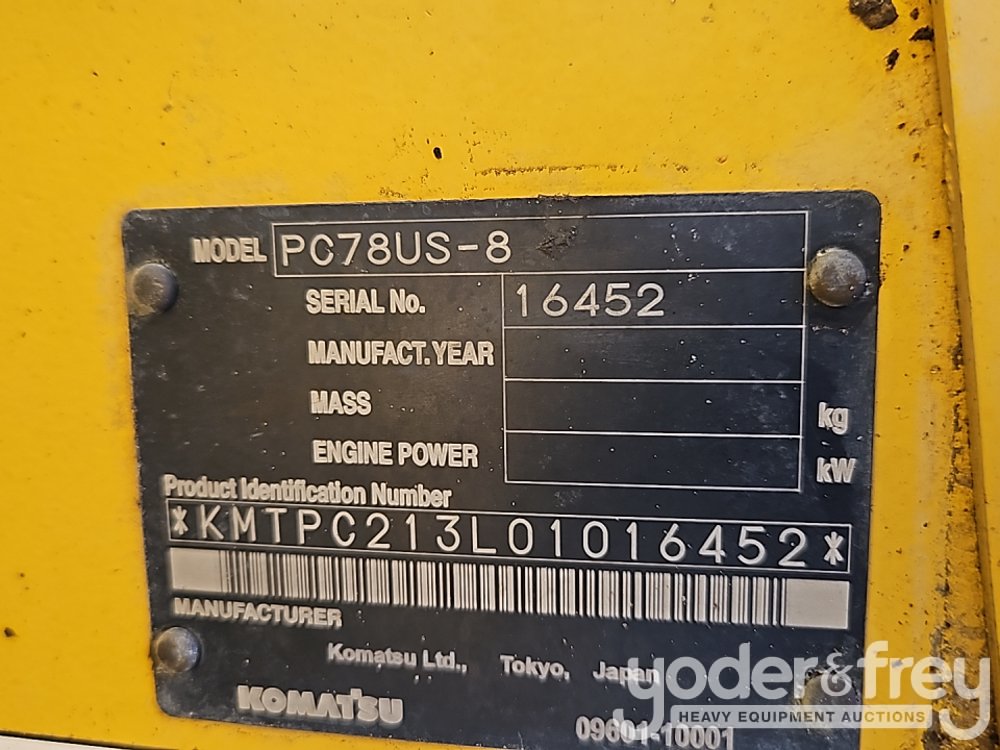 MODEL PC78US-8
SERIAL No. 16452
MANUFACT.YEAR
MASS kg
ENGINE POWER kW
Product Identification Number
*KMTPC213L01016452*
MANUFACTURER
Komatsu Ltd., Tokyo, Japan
KOMATSU
09601-10001
yoder&frey
HEAVY EQUIPMENT AUCTIONS